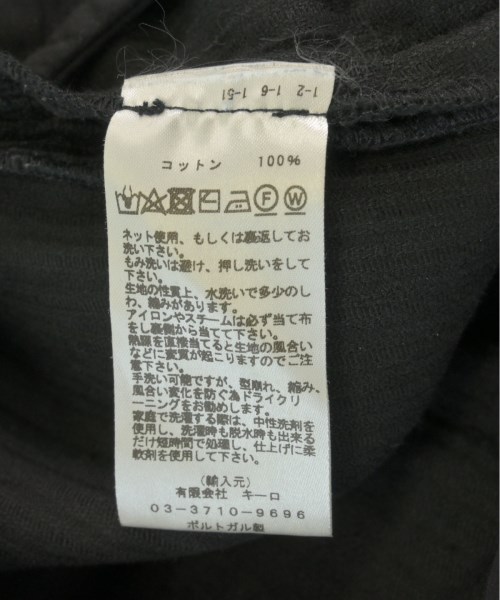 1-2 1-6 1-51
コットン 100%
F W
ネット使用、もしくは裏返してお
洗い下さい。
もみ洗いは避け、押し洗いをして
下さい。
生地の性質上、水洗いで多少のし
わ、縮みがあります。
アイロンやスチームは必ず当て布
をし裏側から当てて下さい。
熱源を直接当てると生地の風合い
などに変質が起こりますのでご注
意下さい。
手洗い可能ですが、型崩れ、縮み、
風合い変化を防ぐ為ドライクリ
ーニングをお勧めします。
家庭で洗濯する際は、中性洗剤を
使用し、洗濯時も脱水時も出来る
だけ短時間で処理し、仕上げに柔
軟剤を使用して下さい。
(輸入元)
有限会社 キーロ
03-3710-9696
ポルトガル製